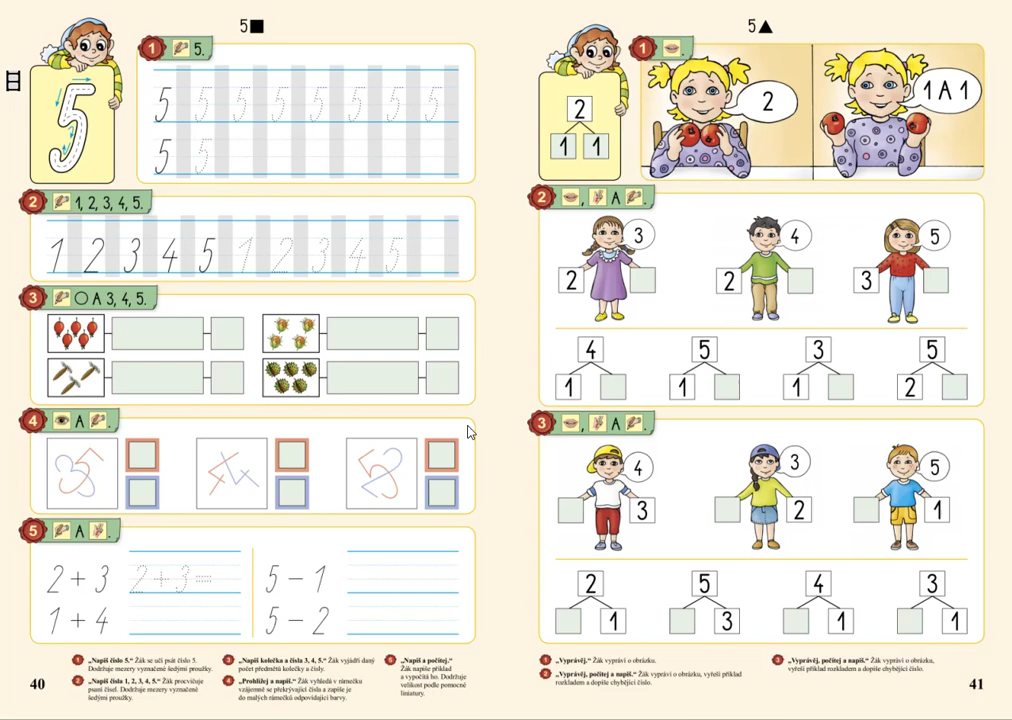 5■
1 5.
5
5 5 5 5 5 5 5 5
5 5
2 1, 2, 3, 4, 5.
1 2 3 4 5 1 2 3 4 5
3 ○ A 3, 4, 5.
4 A .
5 A .
2 + 3 2 + 3 =
1 + 4
5 − 1
5 − 2
1 „Napiš číslo 5.“ Žák se učí psát číslo 5.
Dodržuje mezery vyznačené šedými proužky.
2 „Napiš čísla 1, 2, 3, 4, 5.“ Žák procvičuje
psaní čísel. Dodržuje mezery vyznačené
šedými proužky.
3 „Napiš kolečka a čísla 3, 4, 5.“ Žák vyjádří daný
počet předmětů kolečky a čísly.
4 „Prohlížej a napiš.“ Žák vyhledá v rámečku
vzájemně se překrývající čísla a zapíše je
do malých rámečků odpovídající barvy.
5 „Napiš a počítej.“
Žák napíše příklad
a vypočítá ho. Dodržuje
velikost podle pomocné
liniatury.
40
5▲
2
1 1
1 .
2
1 A 1
2 , A .
3
2
4
2
5
3
4 5 3 5
1 1 1 2
3 , A .
4
3
3
2
5
1
2 5 4 3
1 3 1 1
1 „Vyprávěj.“ Žák vypráví o obrázku.
2 „Vyprávěj, počítej a napiš.“ Žák vypráví o obrázku, vyřeší příklad
rozkladem a dopíše chybějící číslo.
3 „Vyprávěj, počítej a napiš.“ Žák vypráví o obrázku,
vyřeší příklad rozkladem a dopíše chybějící číslo.
41